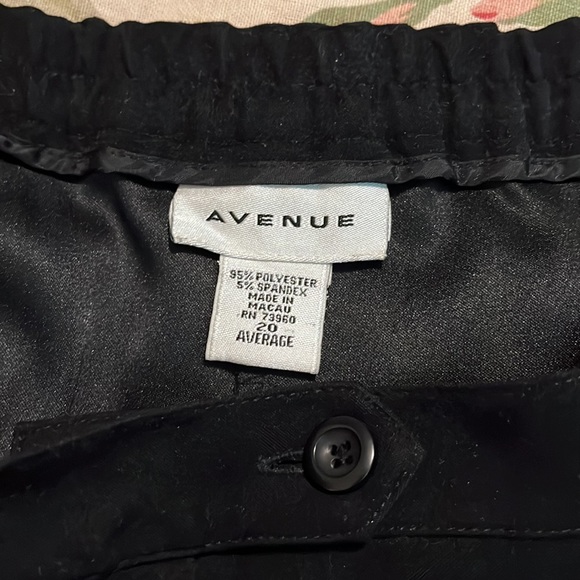 AVENUE
95% POLYESTER
5% SPANDEX
MADE IN
MACAU
RN 73960
20
AVERAGE